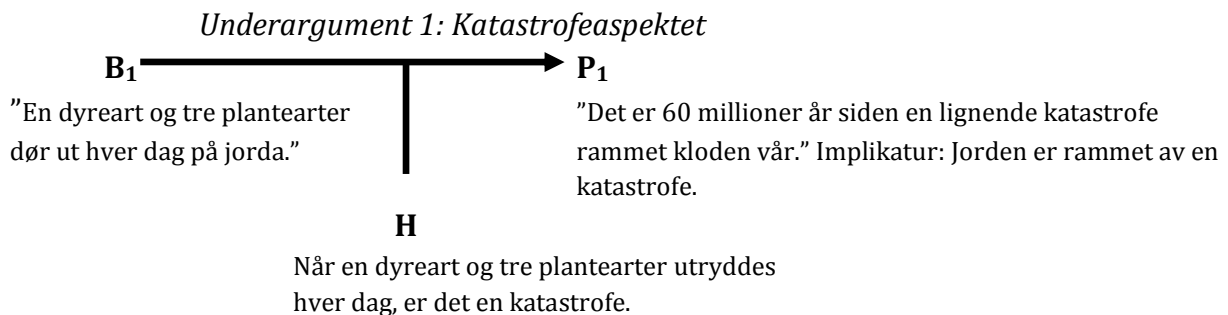 Underargument 1: Katastrofeaspektet
B₁
P₁
”En dyreart og tre plantearter
dør ut hver dag på jorda.”
”Det er 60 millioner år siden en lignende katastrofe
rammet kloden vår.” Implikatur: Jorden er rammet av en
katastrofe.
H
Når en dyreart og tre plantearter utryddes
hver dag, er det en katastrofe.